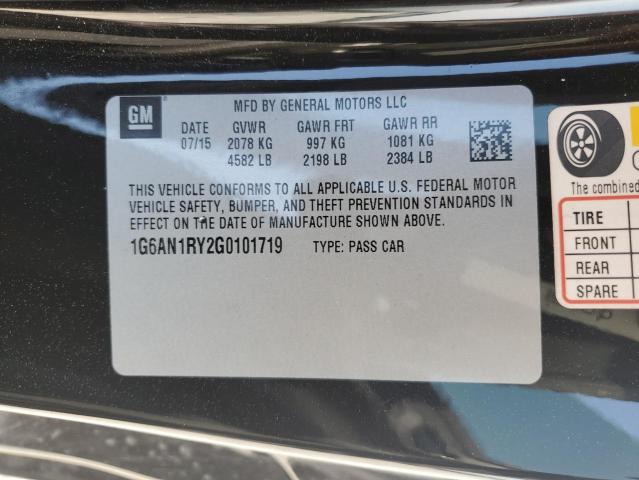 GM
MFD BY GENERAL MOTORS LLC
DATE GVWR GAWR FRT GAWR RR
07/15 2078 KG 997 KG 1081 KG
4582 LB 2198 LB 2384 LB
THIS VEHICLE CONFORMS TO ALL APPLICABLE U.S. FEDERAL MOTOR
VEHICLE SAFETY, BUMPER, AND THEFT PREVENTION STANDARDS IN
EFFECT ON THE DATE OF MANUFACTURE SHOWN ABOVE.
1G6AN1RY2G0101719 TYPE: PASS CAR
The combined
TIRE
FRONT
REAR
SPARE